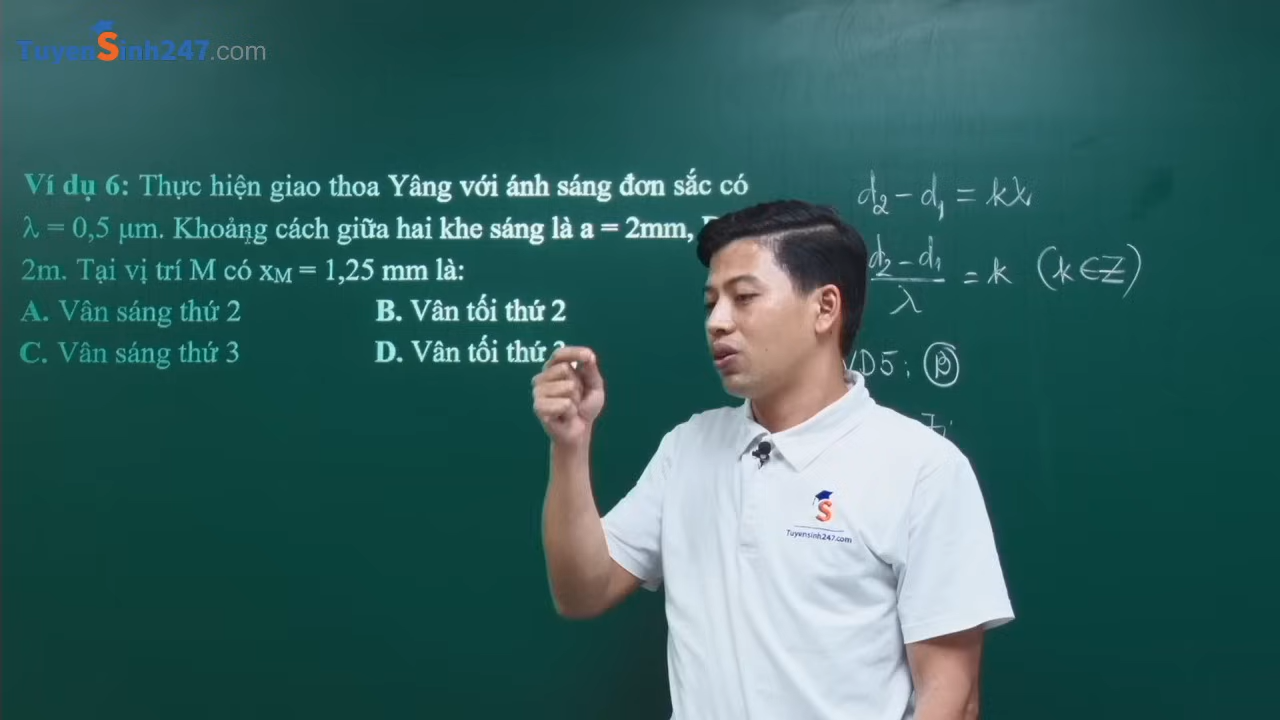 TuyenSinh247.com
Ví dụ 6: Thực hiện giao thoa Yâng với ánh sáng đơn sắc có
λ = 0,5 μm. Khoảng cách giữa hai khe sáng là a = 2mm,
2m. Tại vị trí M có xM = 1,25 mm là:
A. Vân sáng thứ 2
B. Vân tối thứ 2
C. Vân sáng thứ 3
D. Vân tối thứ
d2 - d1 = kλ
d2 - d1 / λ = k (k ∈ Z)
VD5: B
S
Tuyensinh247.com